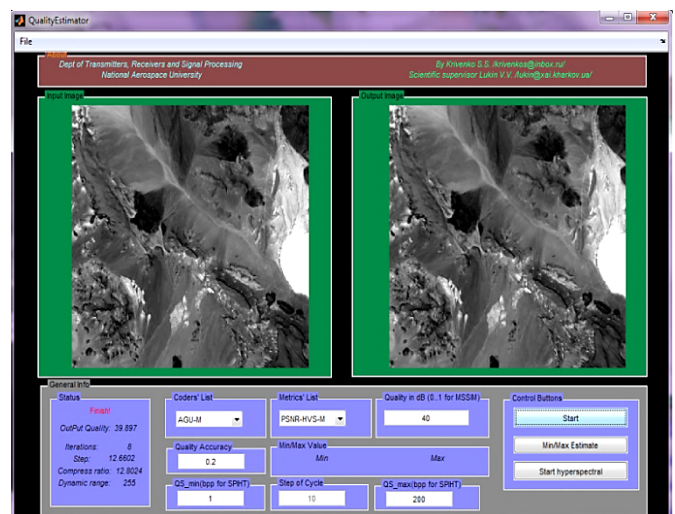 QualityEstimator
File
About
Dept of Transmitters, Receivers and Signal Processing
National Aerospace University
By Krivenko S.S. /krivenkos@inbox.ru/
Scientific supervisor Lukin V.V. /lukin@xai.kharkov.ua/
Input Image
Output Image
General Info
Status
Finish!
OutPut Quality: 39.897
Iterations: 8
Step: 12.6602
Compress ratio: 12.8024
Dynamic range: 255
Coders' List
AGU-M
Metrics' List
PSNR-HVS-M
Quality in dB (0..1 for MSSIM)
40
Quality Accuracy
0.2
Min/Max Value
Min Max
QS_min(bpp for SPIHT)
1
Step of Cycle
10
QS_max(bpp for SPIHT)
200
Control Buttons
Start
Min/Max Estimate
Start hyperspectral